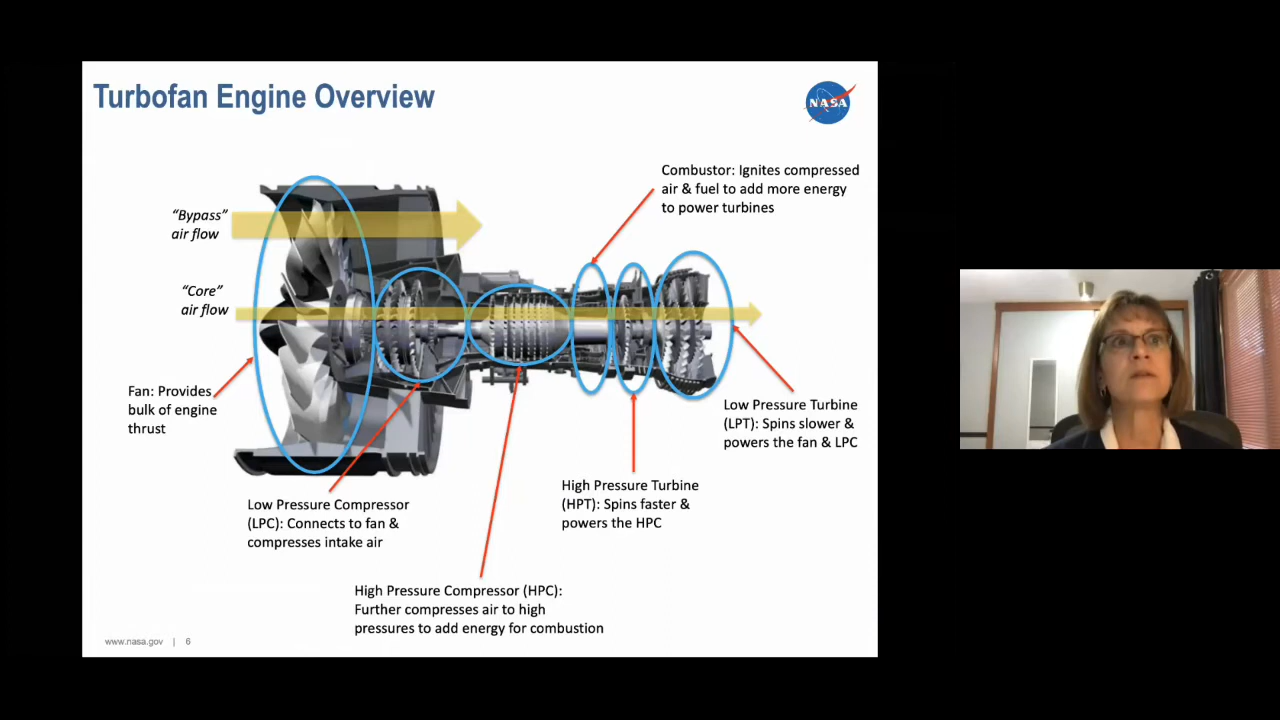 Turbofan Engine Overview
NASA
Combustor: Ignites compressed
air & fuel to add more energy
to power turbines
“Bypass”
air flow
“Core”
air flow
Fan: Provides
bulk of engine
thrust
Low Pressure Turbine
(LPT): Spins slower &
powers the fan & LPC
High Pressure Turbine
(HPT): Spins faster &
powers the HPC
Low Pressure Compressor
(LPC): Connects to fan &
compresses intake air
High Pressure Compressor (HPC):
Further compresses air to high
pressures to add energy for combustion
www.nasa.gov | 6